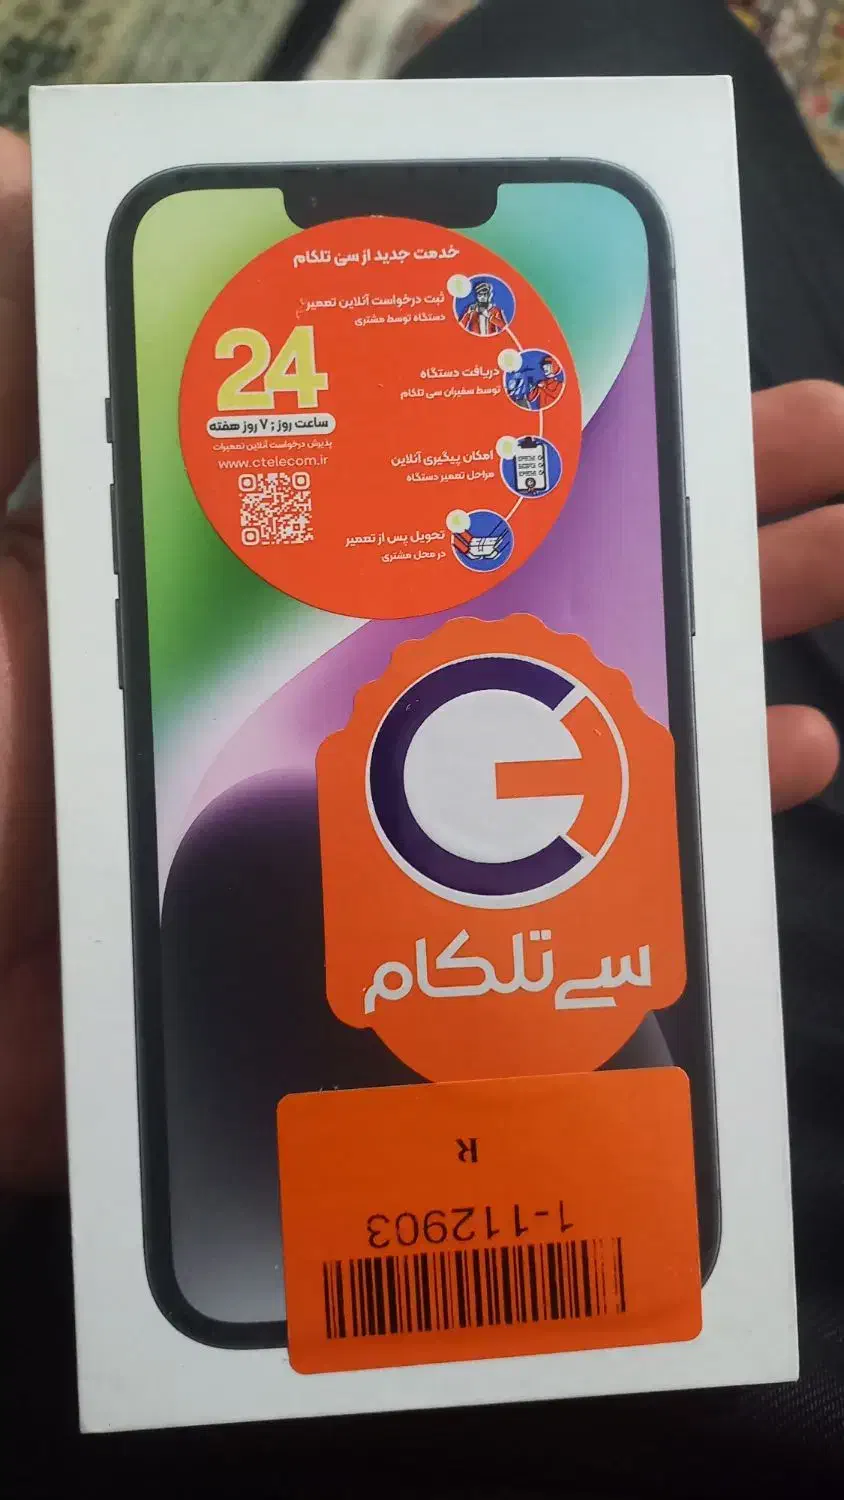 خدمت جدید از سی تلکام
ثبت درخواست آنلاین تعمیر
دستگاه توسط مشتری
دریافت دستگاه
توسط سفیران سی تلکام
امکان پیگیری آنلاین
مراحل تعمیر دستگاه
تحویل پس از تعمیر
در محل مشتری
24
ساعت روز ; ۷ روز هفته
پذیرش درخواست آنلاین تعمیرات
www.ctelecom.ir
سی تلکام
R
1-112903